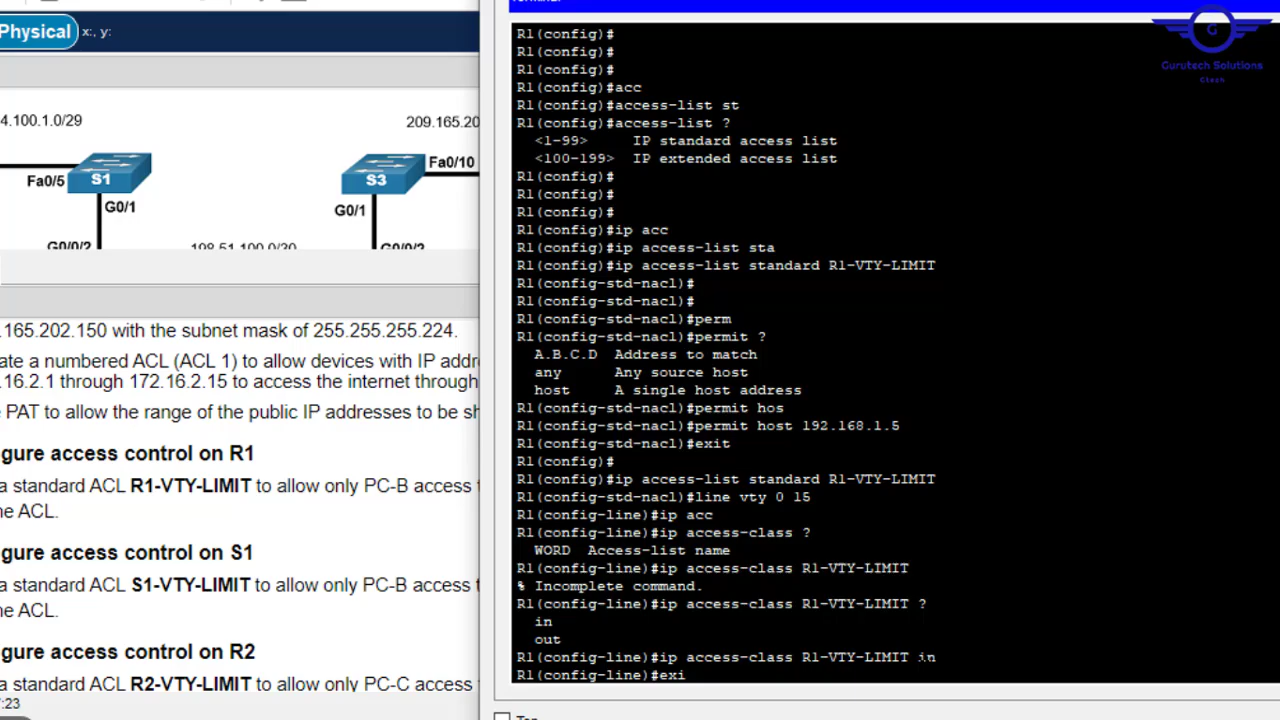 Physical x:, y:
4.100.1.0/29
209.165.20
Fa0/10
Fa0/5
S1
S3
G0/1
G0/1
G0/0/2
198.51.100.0/30
G0/0/2
.165.202.150 with the subnet mask of 255.255.255.224.
ate a numbered ACL (ACL 1) to allow devices with IP addr
.16.2.1 through 172.16.2.15 to access the internet through
PAT to allow the range of the public IP addresses to be sh
gure access control on R1
a standard ACL R1-VTY-LIMIT to allow only PC-B access
ne ACL.
gure access control on S1
a standard ACL S1-VTY-LIMIT to allow only PC-B access
ne ACL.
gure access control on R2
a standard ACL R2-VTY-LIMIT to allow only PC-C access
:23
R1(config)#
R1(config)#
R1(config)#
R1(config)#acc
R1(config)#access-list st
R1(config)#access-list ?
<1-99> IP standard access list
<100-199> IP extended access list
R1(config)#
R1(config)#
R1(config)#
R1(config)#ip acc
R1(config)#ip access-list sta
R1(config)#ip access-list standard R1-VTY-LIMIT
R1(config-std-nacl)#
R1(config-std-nacl)#
R1(config-std-nacl)#perm
R1(config-std-nacl)#permit ?
A.B.C.D Address to match
any Any source host
host A single host address
R1(config-std-nacl)#permit hos
R1(config-std-nacl)#permit host 192.168.1.5
R1(config-std-nacl)#exit
R1(config)#
R1(config)#ip access-list standard R1-VTY-LIMIT
R1(config-std-nacl)#line vty 0 15
R1(config-line)#ip acc
R1(config-line)#ip access-class ?
WORD Access-list name
R1(config-line)#ip access-class R1-VTY-LIMIT
% Incomplete command.
R1(config-line)#ip access-class R1-VTY-LIMIT ?
in
out
R1(config-line)#ip access-class R1-VTY-LIMIT in
R1(config-line)#exi
G
Gurutech Solutions
Gtech